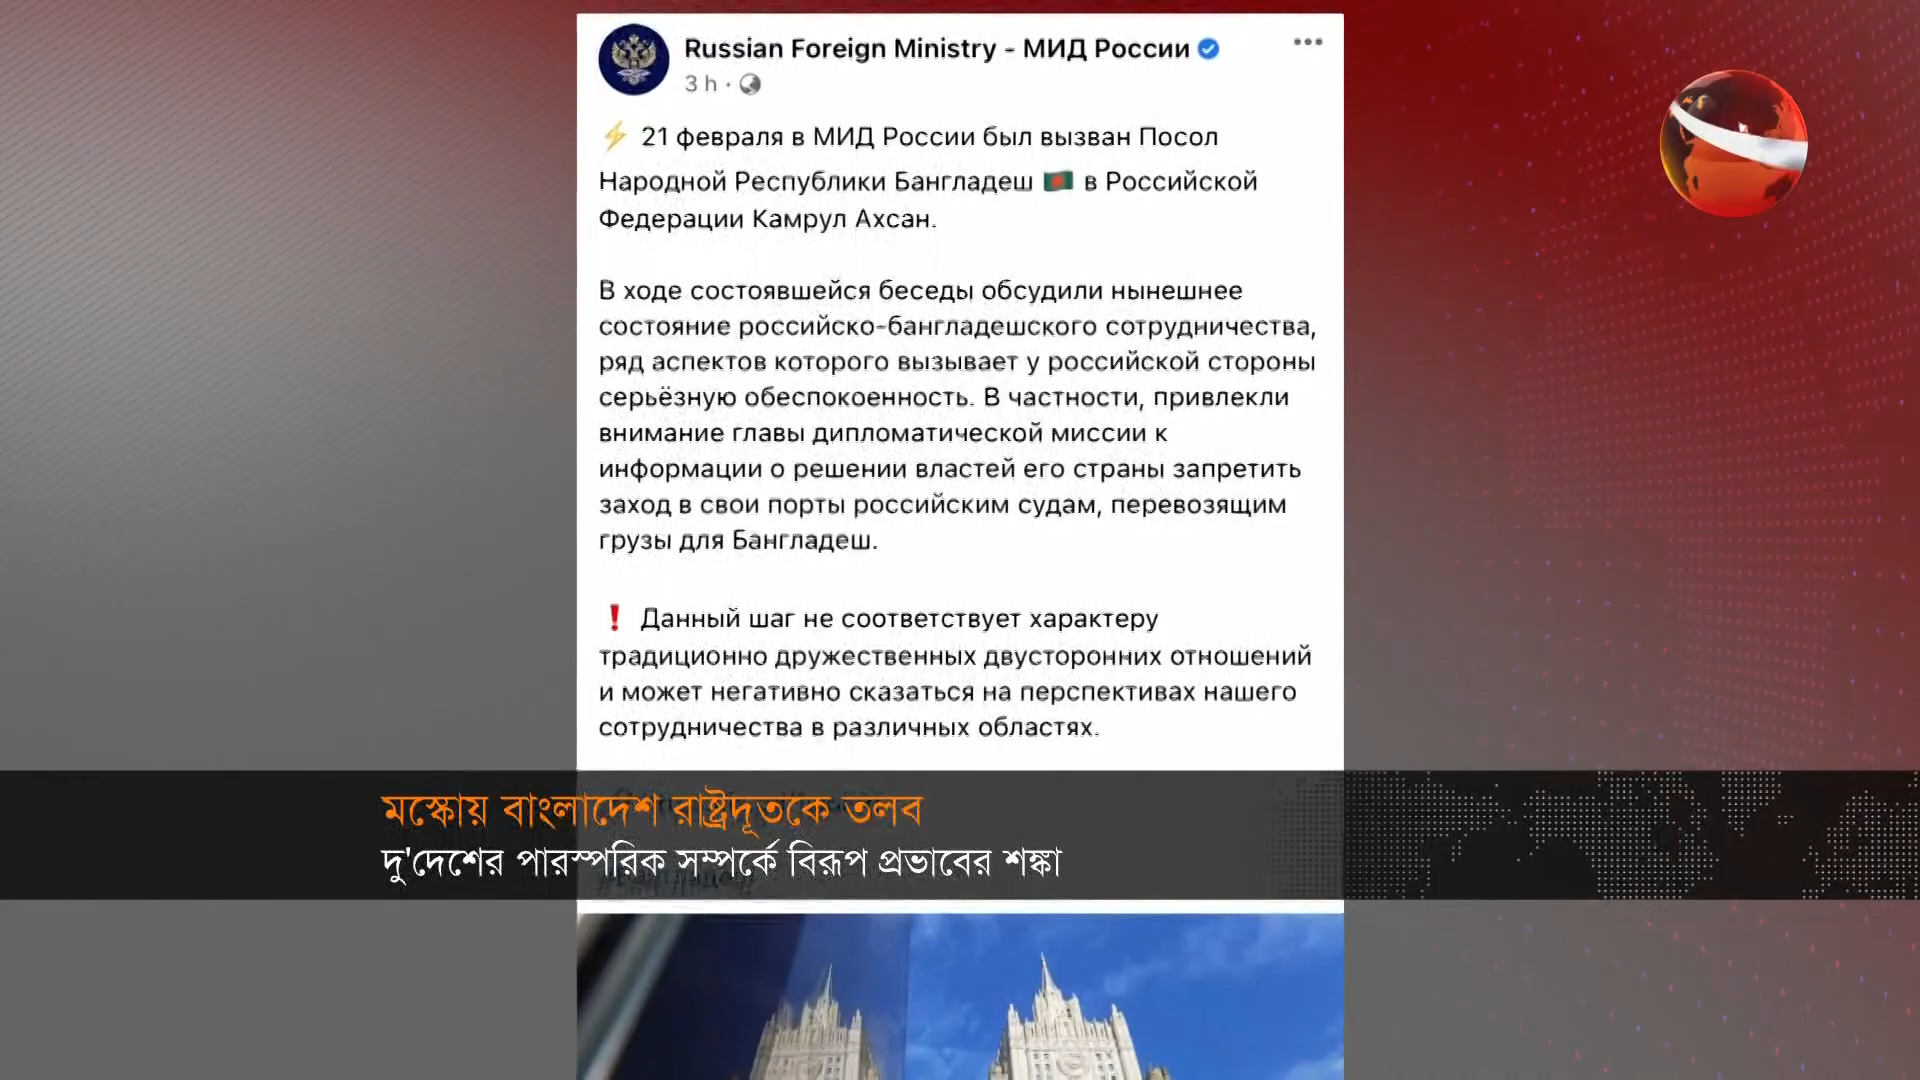 Russian Foreign Ministry - МИД России
3 h
⚡ 21 февраля в МИД России был вызван Посол
Народной Республики Бангладеш 🇧🇩 в Российской
Федерации Камрул Ахсан.
В ходе состоявшейся беседы обсудили нынешнее
состояние российско-бангладешского сотрудничества,
ряд аспектов которого вызывает у российской стороны
серьёзную обеспокоенность. В частности, привлекли
внимание главы дипломатической миссии к
информации о решении властей его страны запретить
заход в свои порты российским судам, перевозящим
грузы для Бангладеш.
❗ Данный шаг не соответствует характеру
традиционно дружественных двусторонних отношений
и может негативно сказаться на перспективах нашего
сотрудничества в различных областях.
মস্কোয় বাংলাদেশ রাষ্ট্রদূতকে তলব
দু'দেশের পারস্পরিক সম্পর্কে বিরূপ প্রভাবের শঙ্কা